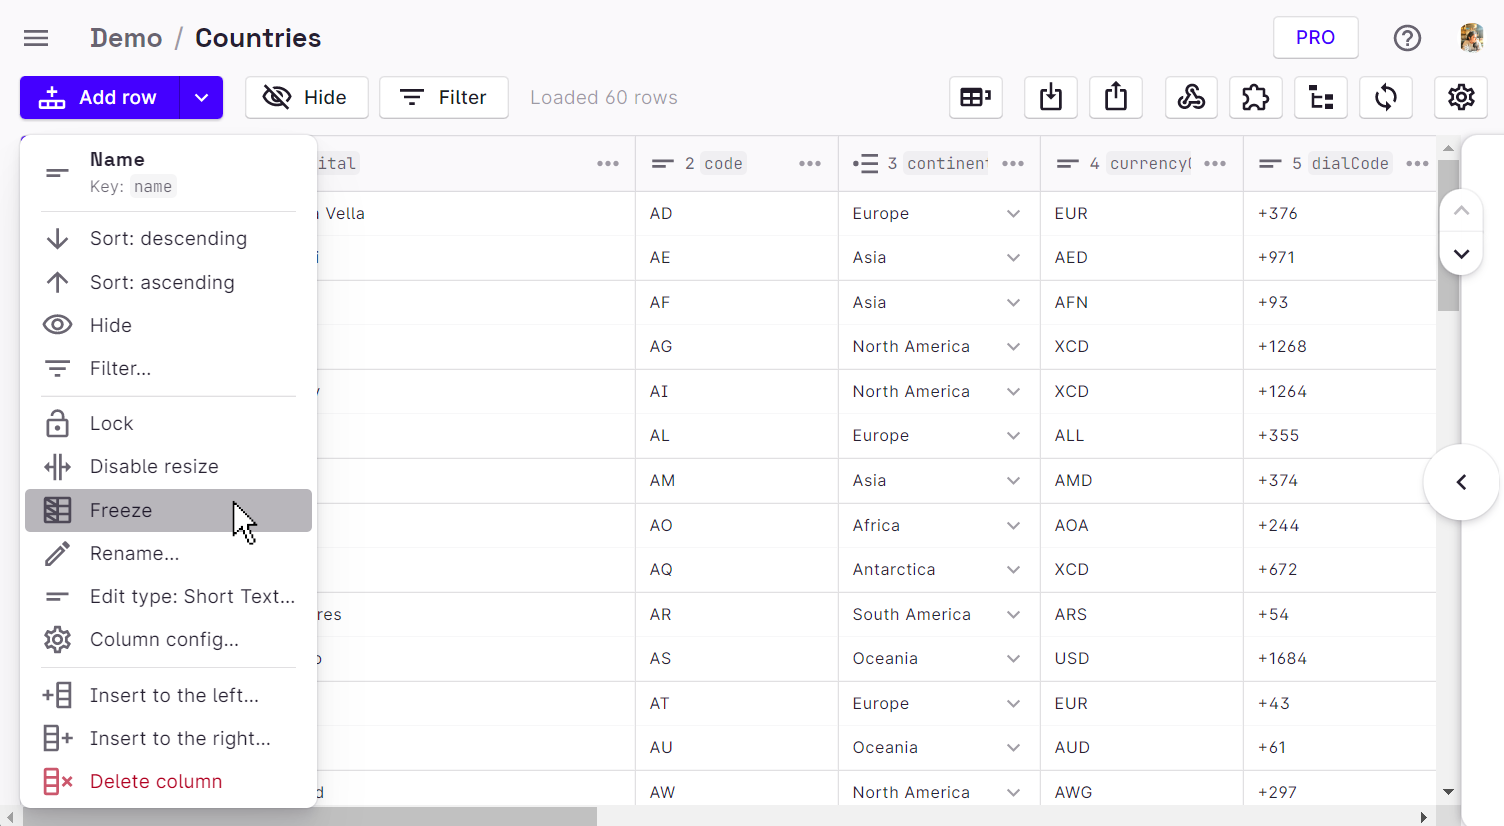 Demo / Countries
PRO
Add row
Hide
Filter
Loaded 60 rows
Name
Key: name
Sort: descending
Sort: ascending
Hide
Filter...
Lock
Disable resize
Freeze
Rename...
Edit type: Short Text...
Column config...
Insert to the left...
Insert to the right...
Delete column
ital 2 code 3 continent 4 currency 5 dialCode
Vella AD Europe EUR +376
i AE Asia AED +971
AF Asia AFN +93
AG North America XCD +1268
AI North America XCD +1264
AL Europe ALL +355
AM Asia AMD +374
AO Africa AOA +244
AQ Antarctica XCD +672
res AR South America ARS +54
AS Oceania USD +1684
AT Europe EUR +43
AU Oceania AUD +61
d AW North America AWG +297